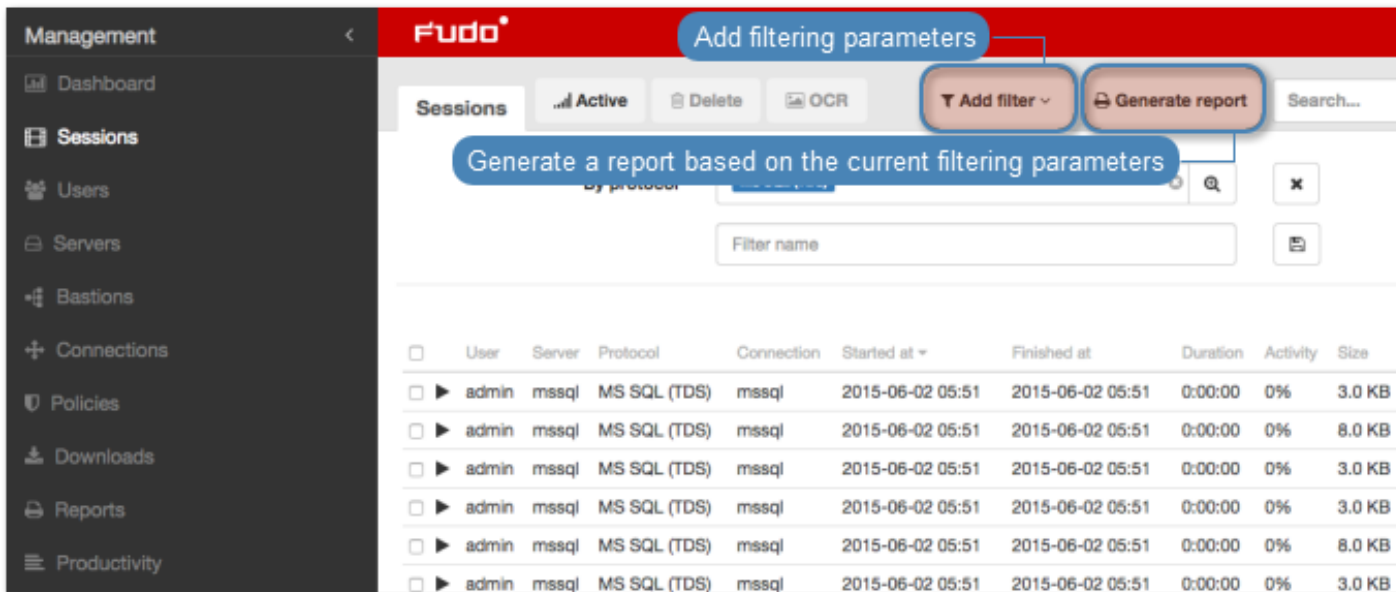 Management
Dashboard
Sessions
Users
Servers
Bastions
Connections
Policies
Downloads
Reports
Productivity
Fudo
Add filtering parameters
Sessions Active Delete OCR Add filter Generate report Search...
Generate a report based on the current filtering parameters
By protocol
Filter name
User Server Protocol Connection Started at Finished at Duration Activity Size
admin mssql MS SQL (TDS) mssql 2015-06-02 05:51 2015-06-02 05:51 0:00:00 0% 3.0 KB
admin mssql MS SQL (TDS) mssql 2015-06-02 05:51 2015-06-02 05:51 0:00:00 0% 8.0 KB
admin mssql MS SQL (TDS) mssql 2015-06-02 05:51 2015-06-02 05:51 0:00:00 0% 3.0 KB
admin mssql MS SQL (TDS) mssql 2015-06-02 05:51 2015-06-02 05:51 0:00:00 0% 3.0 KB
admin mssql MS SQL (TDS) mssql 2015-06-02 05:51 2015-06-02 05:51 0:00:00 0% 8.0 KB
admin mssql MS SQL (TDS) mssql 2015-06-02 05:51 2015-06-02 05:51 0:00:00 0% 3.0 KB